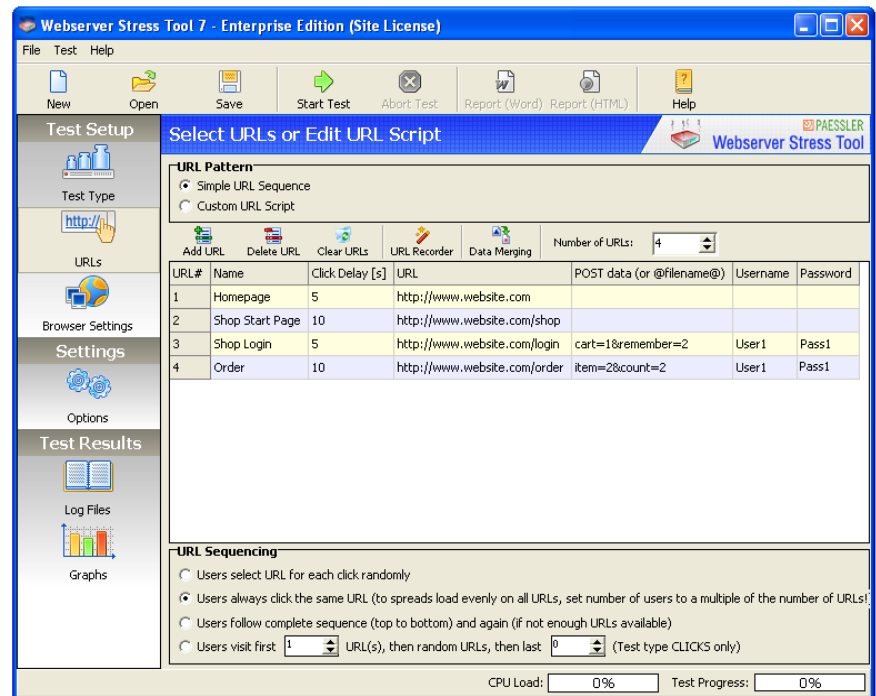 Webserver Stress Tool 7 - Enterprise Edition (Site License)
File Test Help
New Open Save Start Test Abort Test Report (Word) Report (HTML) Help
Test Setup
Test Type
http://
URLs
Browser Settings
Settings
Options
Test Results
Log Files
Graphs
Select URLs or Edit URL Script
PAESSLER
Webserver Stress Tool
URL Pattern
Simple URL Sequence
Custom URL Script
Add URL Delete URL Clear URLs URL Recorder Data Merging Number of URLs: 4
URL# Name Click Delay [s] URL POST data (or @filename@) Username Password
1 Homepage 5 http://www.website.com
2 Shop Start Page 10 http://www.website.com/shop
3 Shop Login 5 http://www.website.com/login cart=1&remember=2 User1 Pass1
4 Order 10 http://www.website.com/order item=2&count=2 User1 Pass1
URL Sequencing
Users select URL for each click randomly
Users always click the same URL (to spreads load evenly on all URLs, set number of users to a multiple of the number of URLs!
Users follow complete sequence (top to bottom) and again (if not enough URLs available)
Users visit first 1 URL(s), then random URLs, then last 0 (Test type CLICKS only)
CPU Load: 0% Test Progress: 0%